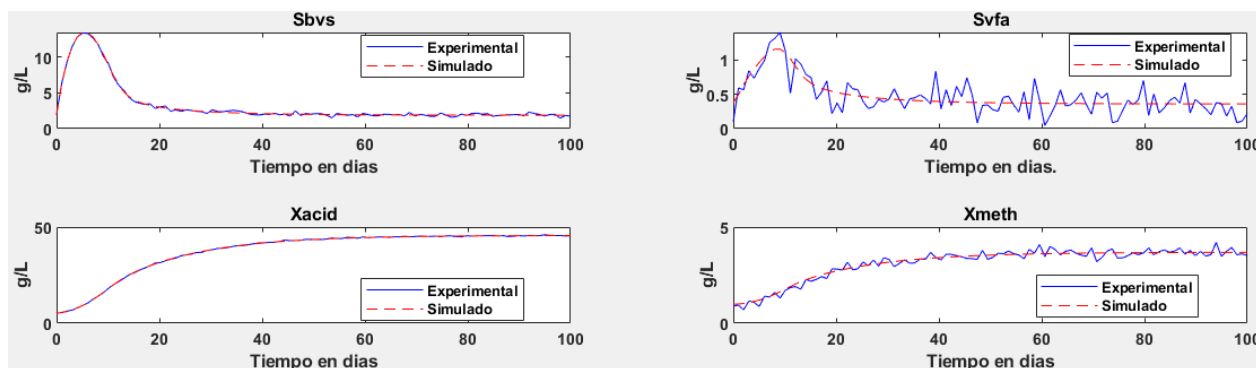 Sbvs
g/L
10
5
0
Experimental
Simulado
0 20 40 60 80 100
Tiempo en dias
Svfa
g/L
1
0.5
0
Experimental
Simulado
0 20 40 60 80 100
Tiempo en dias.
Xacid
g/L
50
0
Experimental
Simulado
0 20 40 60 80 100
Tiempo en dias
Xmeth
g/L
5
0
Experimental
Simulado
0 20 40 60 80 100
Tiempo en dias